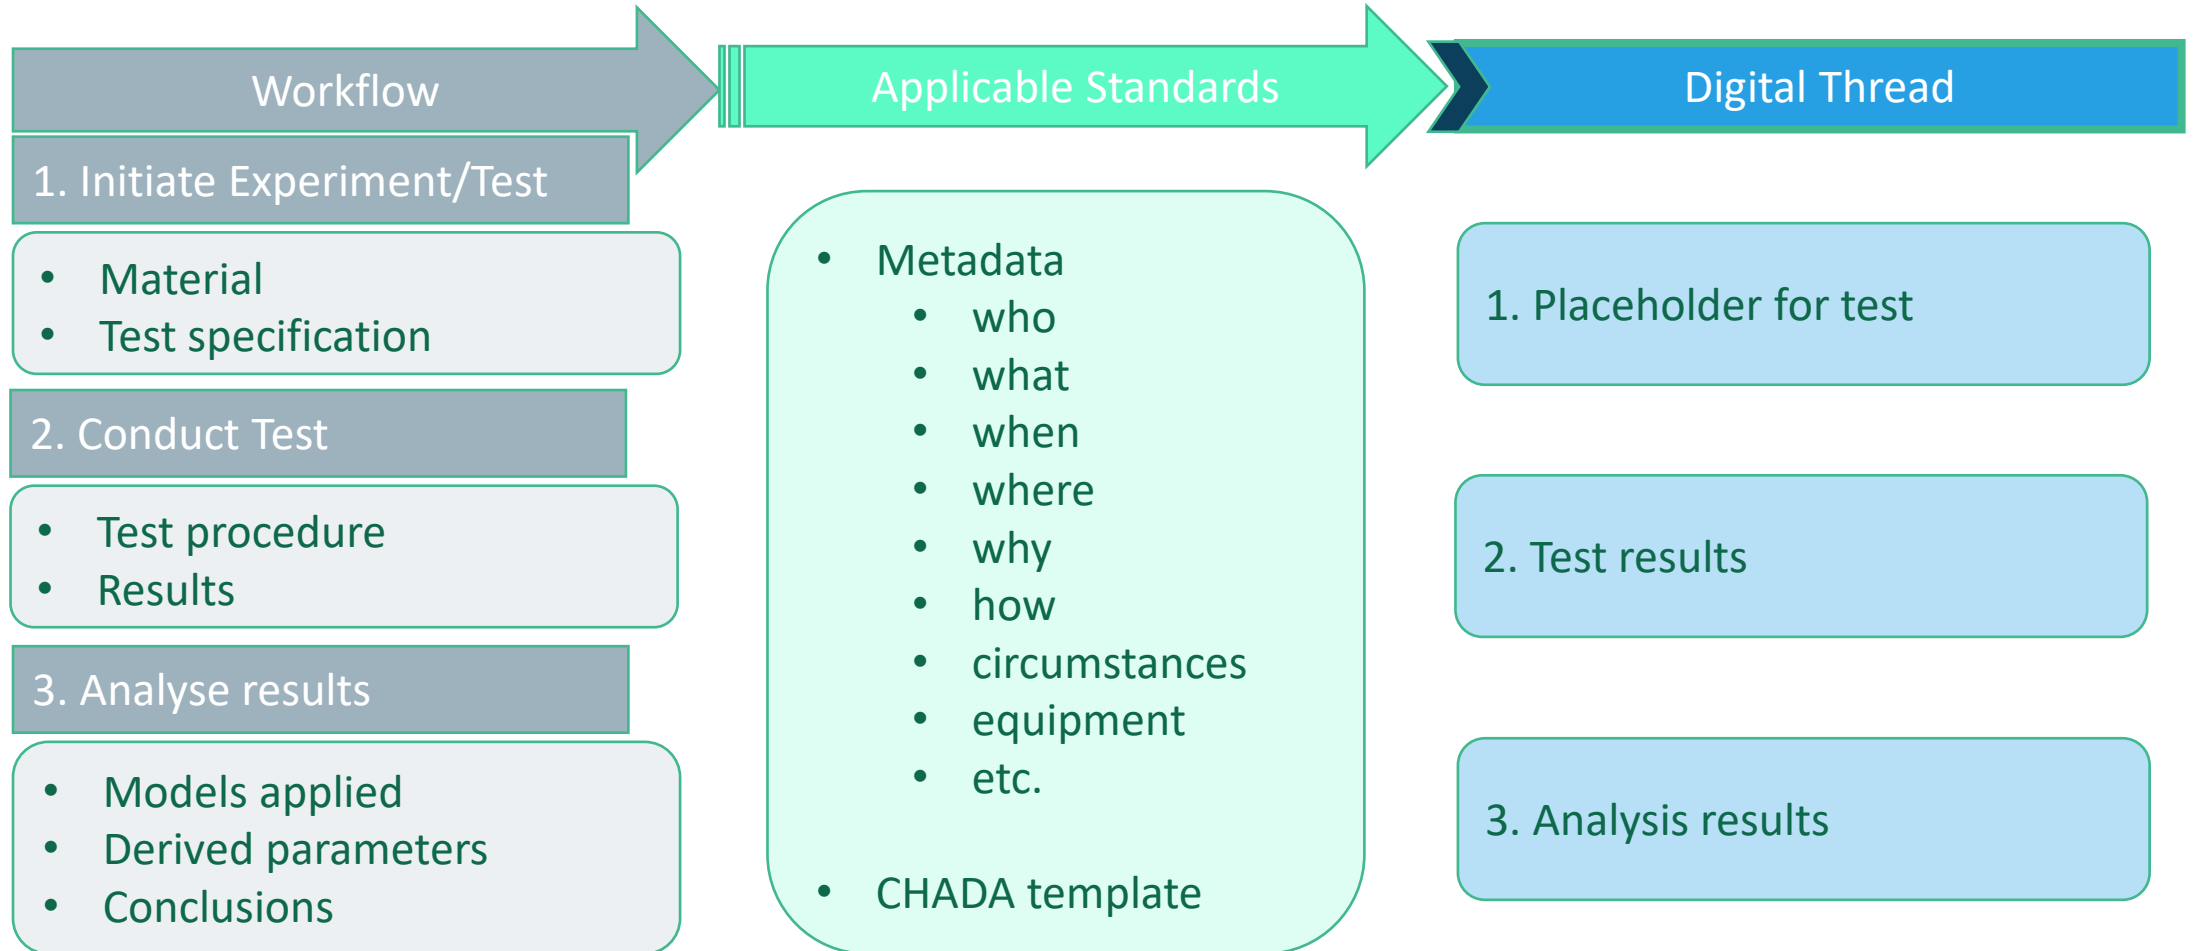 Workflow
Applicable Standards
Digital Thread
1. Initiate Experiment/Test
• Material
• Test specification
2. Conduct Test
• Test procedure
• Results
3. Analyse results
• Models applied
• Derived parameters
• Conclusions
• Metadata
• who
• what
• when
• where
• why
• how
• circumstances
• equipment
• etc.
• CHADA template
1. Placeholder for test
2. Test results
3. Analysis results